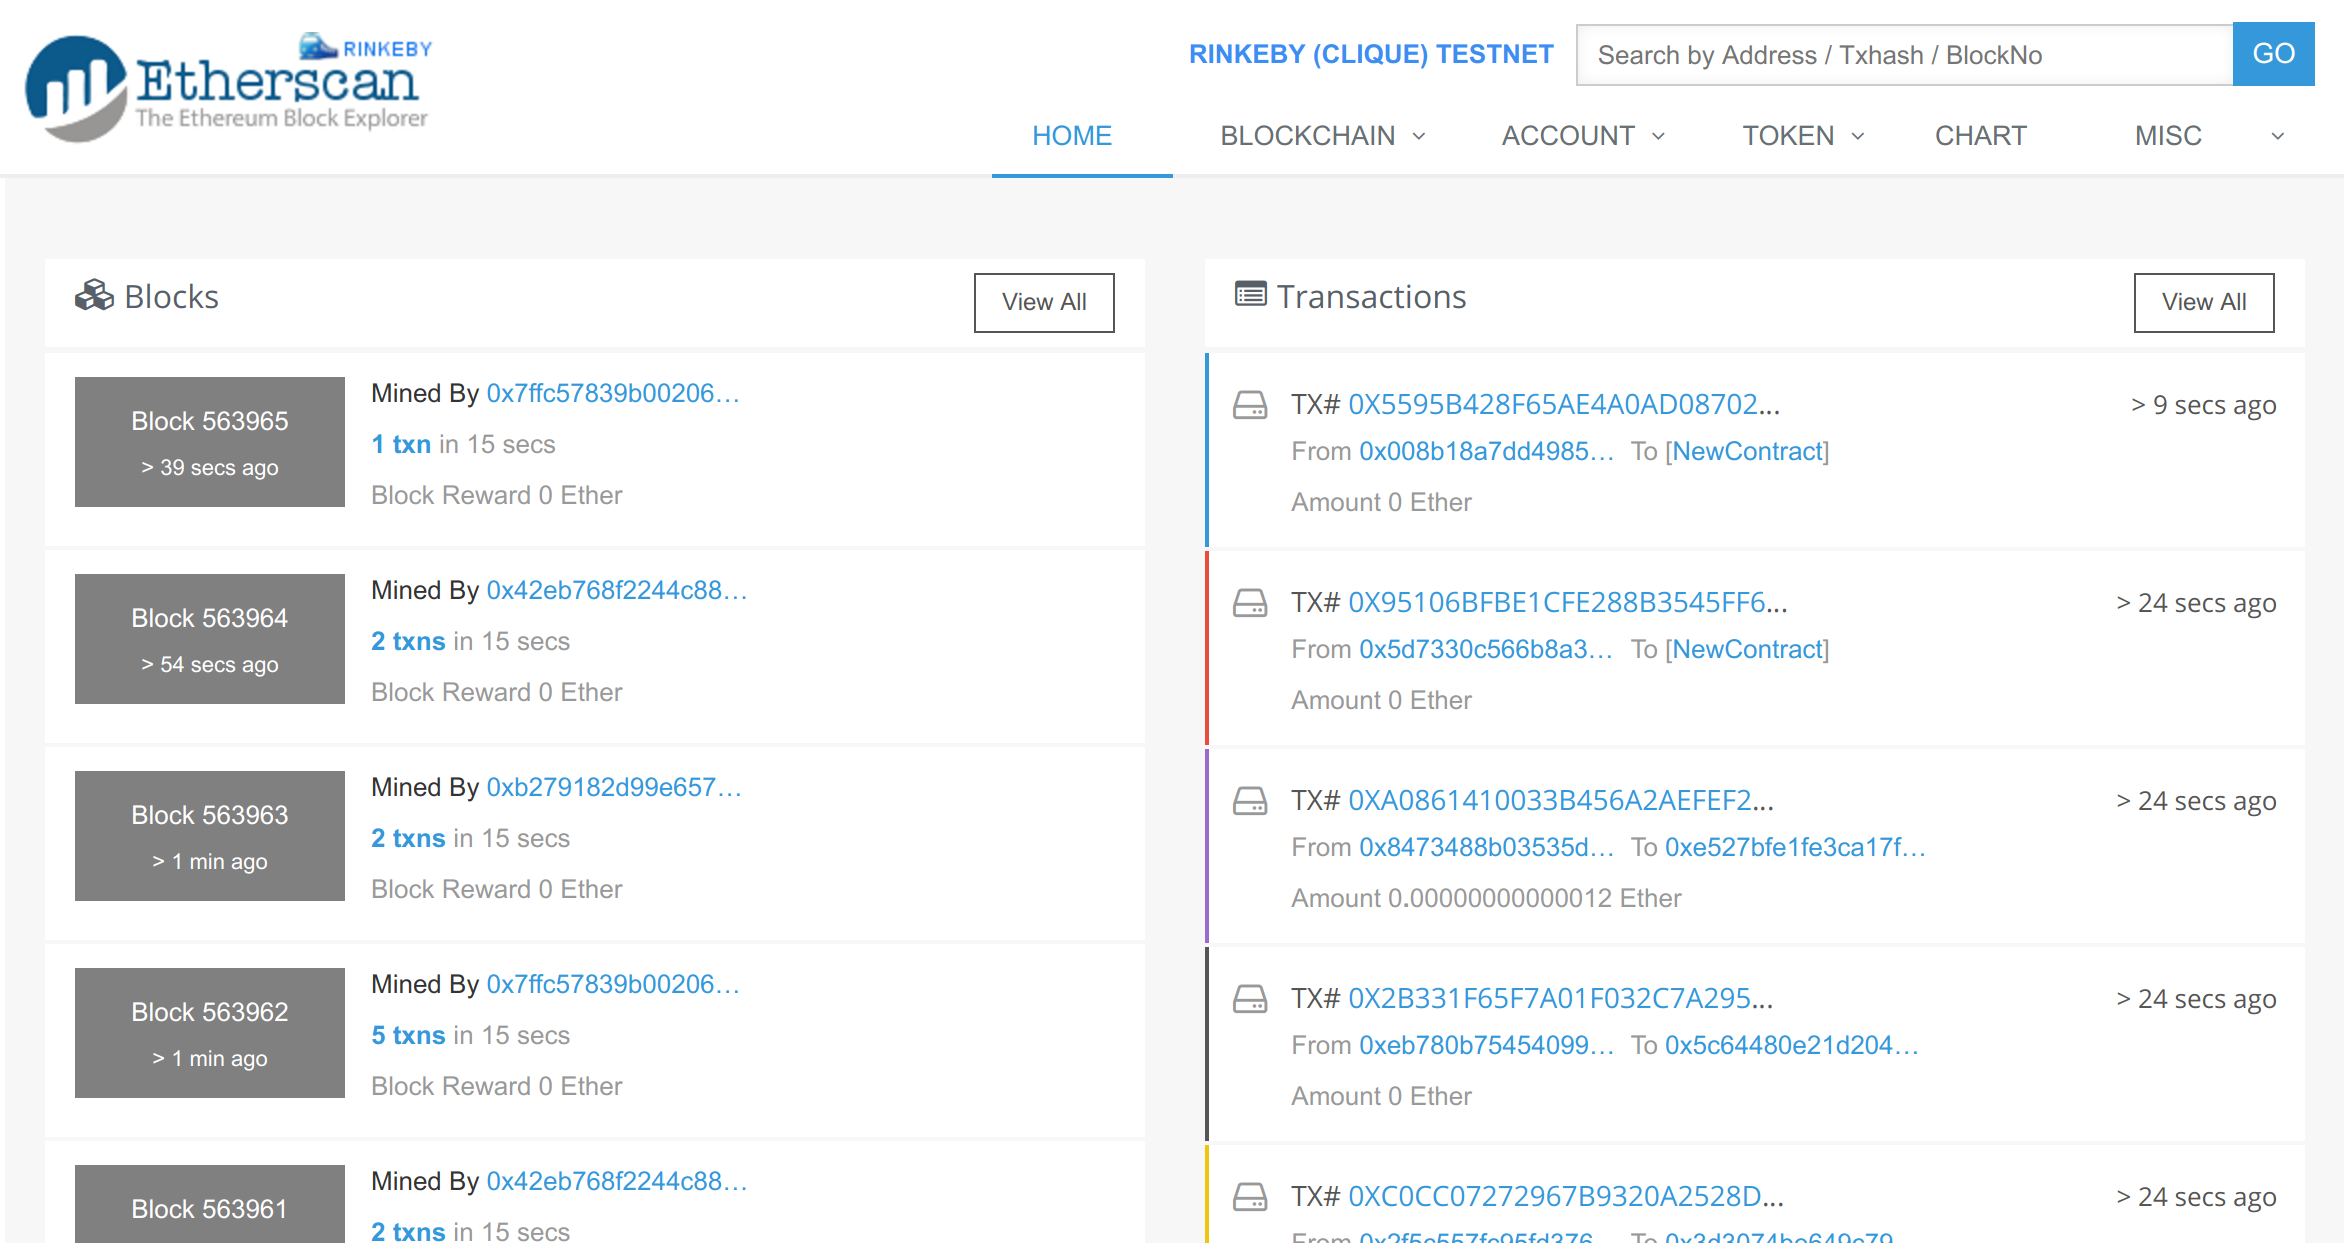 RINKEBY
Etherscan
The Ethereum Block Explorer
RINKEBY (CLIQUE) TESTNET
Search by Address / Txhash / BlockNo
GO
HOME
BLOCKCHAIN
ACCOUNT
TOKEN
CHART
MISC
Blocks
View All
Block 563965
> 39 secs ago
Mined By 0x7ffc57839b00206...
1 txn in 15 secs
Block Reward 0 Ether
Block 563964
> 54 secs ago
Mined By 0x42eb768f2244c88...
2 txns in 15 secs
Block Reward 0 Ether
Block 563963
> 1 min ago
Mined By 0xb279182d99e657...
2 txns in 15 secs
Block Reward 0 Ether
Block 563962
> 1 min ago
Mined By 0x7ffc57839b00206...
5 txns in 15 secs
Block Reward 0 Ether
Block 563961
Mined By 0x42eb768f2244c88...
2 txns in 15 secs
Transactions
View All
TX# 0X5595B428F65AE4A0AD08702... > 9 secs ago
From 0x008b18a7dd4985... To [NewContract]
Amount 0 Ether
TX# 0X95106BFBE1CFE288B3545FF6... > 24 secs ago
From 0x5d7330c566b8a3... To [NewContract]
Amount 0 Ether
TX# 0XA0861410033B456A2AEFEF2... > 24 secs ago
From 0x8473488b03535d... To 0xe527bfe1fe3ca17f...
Amount 0.00000000000012 Ether
TX# 0X2B331F65F7A01F032C7A295... > 24 secs ago
From 0xeb780b75454099... To 0x5c64480e21d204...
Amount 0 Ether
TX# 0XC0CC07272967B9320A2528D... > 24 secs ago
From 0x2f5c557fc95fd376... To 0x3d3074be649c79...